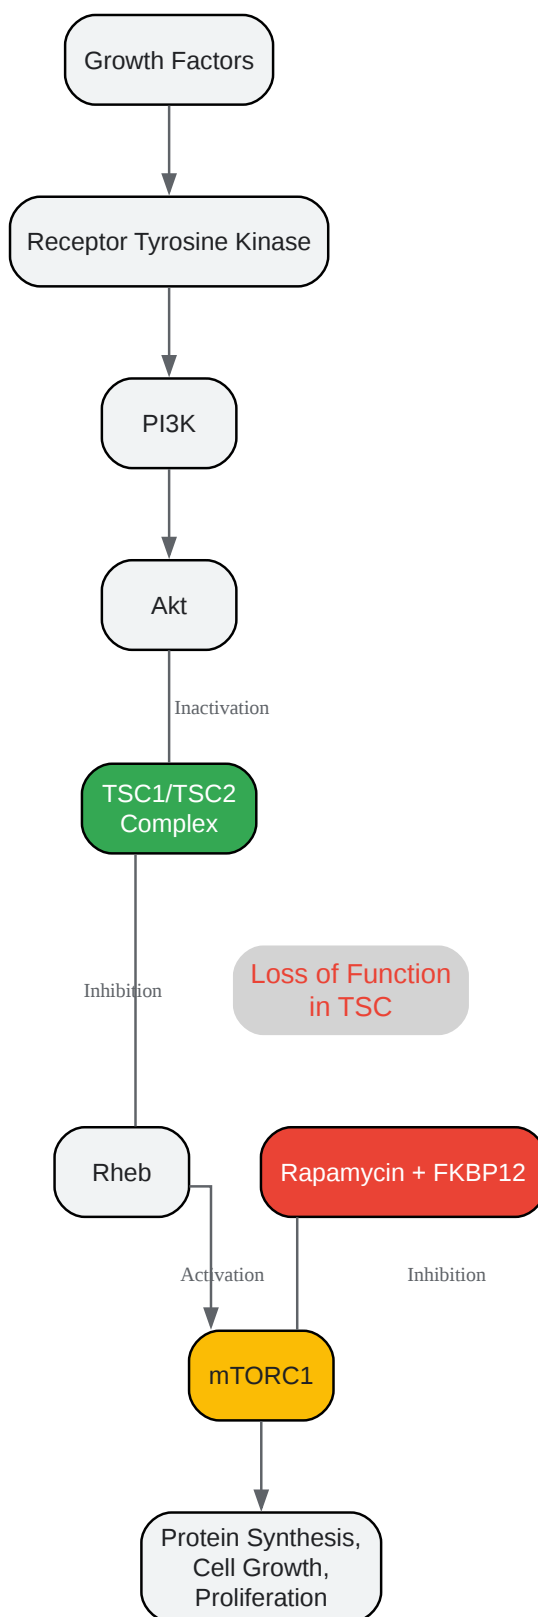 Growth Factors
Receptor Tyrosine Kinase
PI3K
Akt
Inactivation
TSC1/TSC2
Complex
Inhibition
Loss of Function
in TSC
Rheb
Rapamycin + FKBP12
Activation
Inhibition
mTORC1
Protein Synthesis,
Cell Growth,
Proliferation